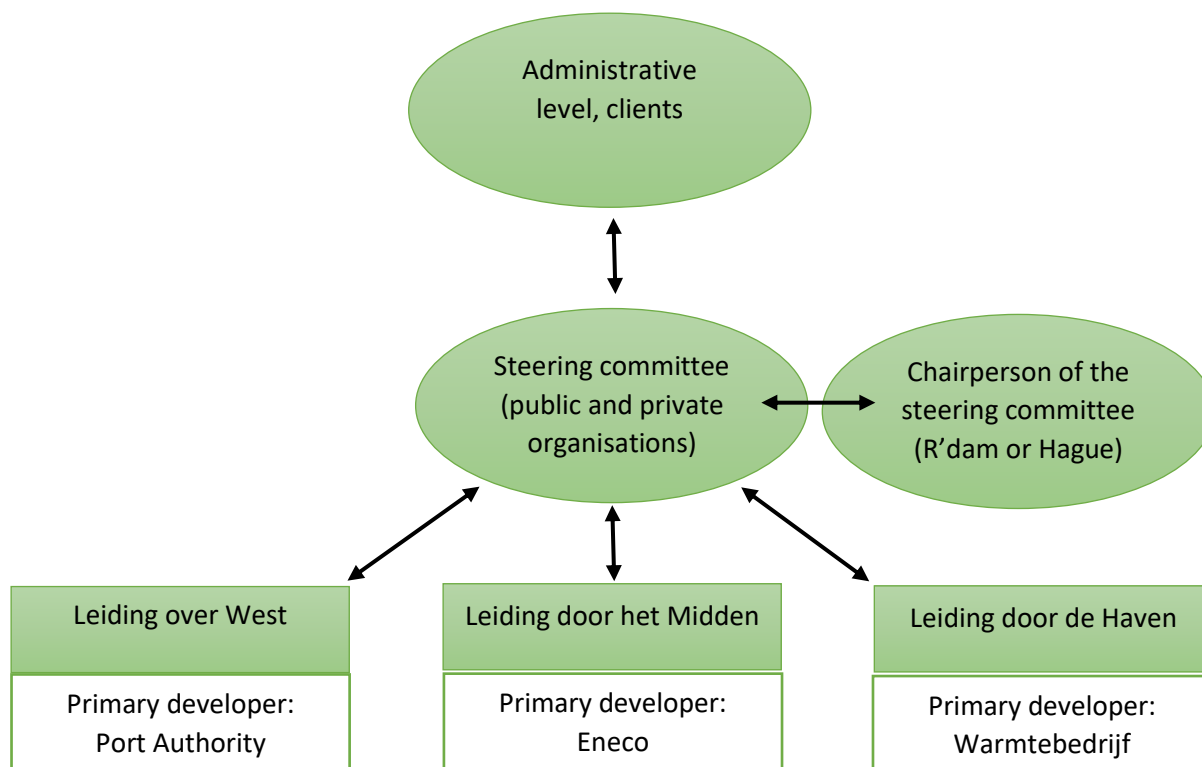 Administrative
level, clients
Steering committee
(public and private
organisations)
Chairperson of the
steering committee
(R’dam or Hague)
Leiding over West
Primary developer:
Port Authority
Leiding door het Midden
Primary developer:
Eneco
Leiding door de Haven
Primary developer:
Warmtebedrijf